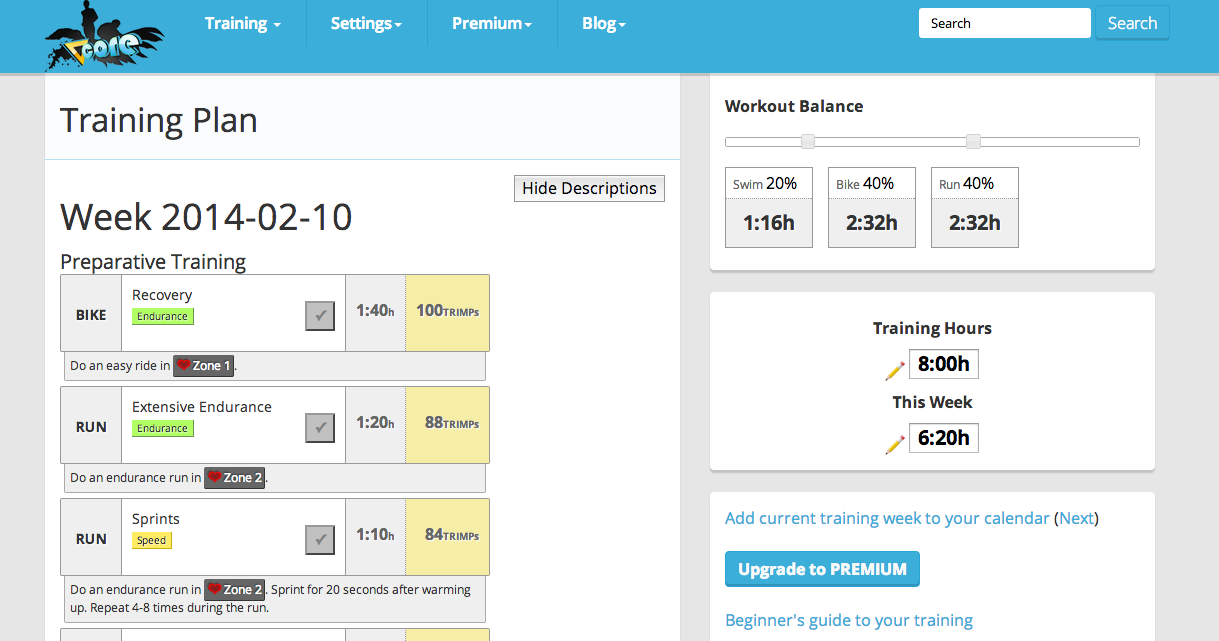 core
Training
Settings
Premium
Blog
Search
Search
Training Plan
Hide Descriptions
Week 2014-02-10
Preparative Training
BIKE
Recovery
Endurance
1:40h
100TRIMPs
Do an easy ride in Zone 1.
RUN
Extensive Endurance
Endurance
1:20h
88TRIMPs
Do an endurance run in Zone 2.
RUN
Sprints
Speed
1:10h
84TRIMPs
Do an endurance run in Zone 2. Sprint for 20 seconds after warming
up. Repeat 4-8 times during the run.
Workout Balance
Swim 20%
1:16h
Bike 40%
2:32h
Run 40%
2:32h
Training Hours
8:00h
This Week
6:20h
Add current training week to your calendar (Next)
Upgrade to PREMIUM
Beginner's guide to your training